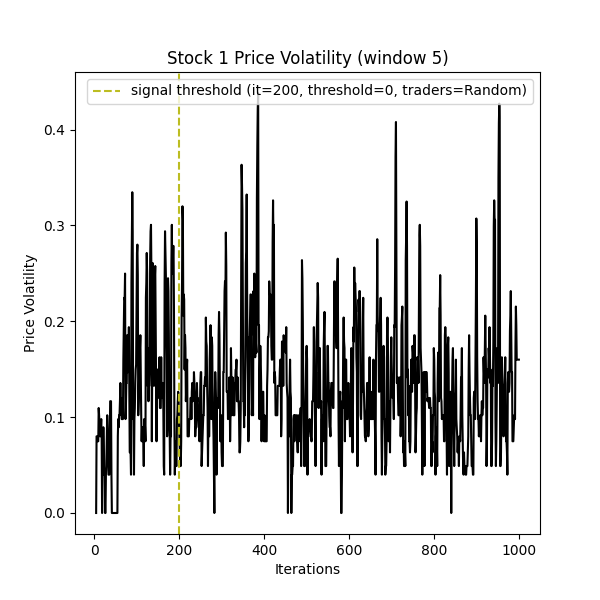 Stock 1 Price Volatility (window 5)
signal threshold (it=200, threshold=0, traders=Random)
0.4
0.3
0.2
0.1
0.0
Price Volatility
0 200 400 600 800 1000
Iterations